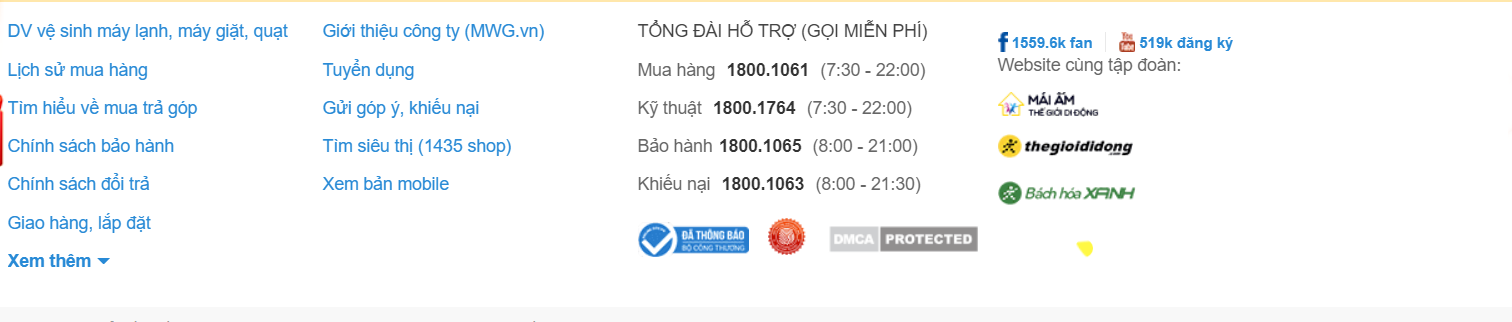 DV vệ sinh máy lạnh, máy giặt, quạt
Lịch sử mua hàng
Tìm hiểu về mua trả góp
Chính sách bảo hành
Chính sách đổi trả
Giao hàng, lắp đặt
Xem thêm
Giới thiệu công ty (MWG.vn)
Tuyển dụng
Gửi góp ý, khiếu nại
Tìm siêu thị (1435 shop)
Xem bản mobile
TỔNG ĐÀI HỖ TRỢ (GỌI MIỄN PHÍ)
Mua hàng 1800.1061 (7:30 - 22:00)
Kỹ thuật 1800.1764 (7:30 - 22:00)
Bảo hành 1800.1065 (8:00 - 21:00)
Khiếu nại 1800.1063 (8:00 - 21:30)
ĐÃ THÔNG BÁO
BỘ CÔNG THƯƠNG
DMCA PROTECTED
1559.6k fan
You Tube 519k đăng ký
Website cùng tập đoàn:
MÁI ẤM
THẾ GIỚI DI ĐỘNG
thegioididong
.com
Bách hóa XANH